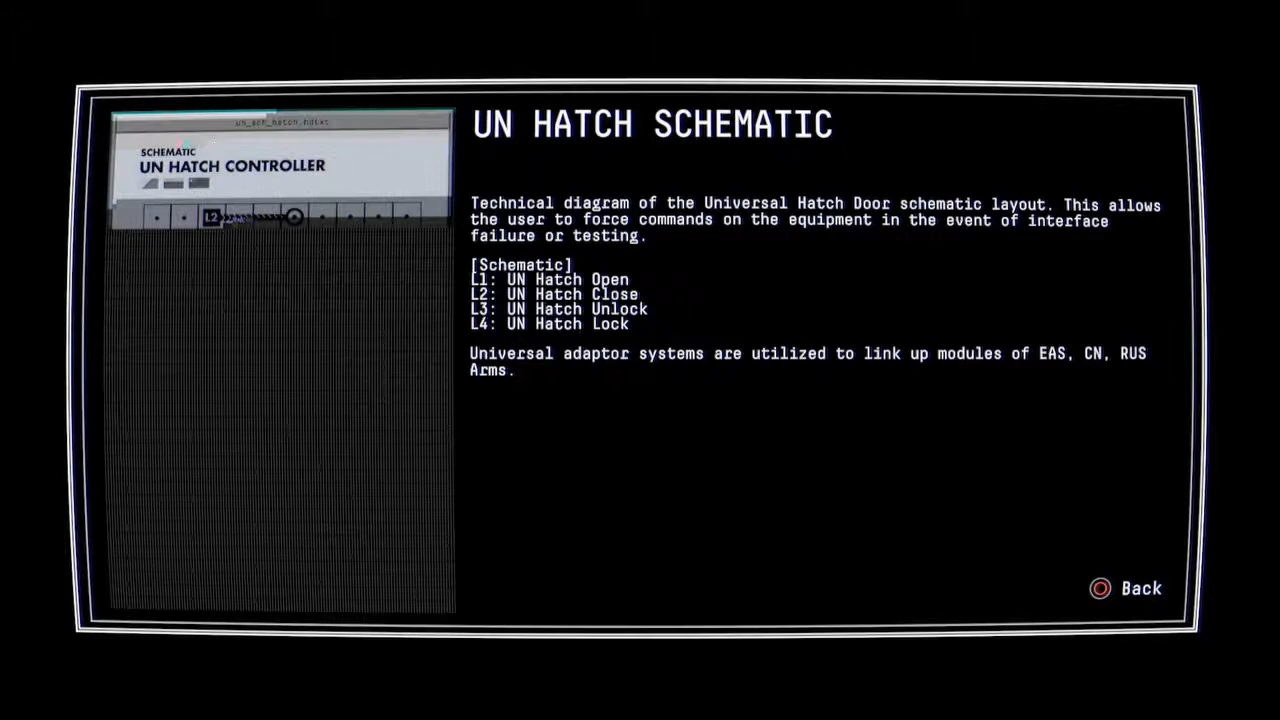 un_sch_hatch.hdtxt
SCHEMATIC
UN HATCH CONTROLLER
L2
UN HATCH SCHEMATIC
Technical diagram of the Universal Hatch Door schematic layout. This allows
the user to force commands on the equipment in the event of interface
failure or testing.
[Schematic]
L1: UN Hatch Open
L2: UN Hatch Close
L3: UN Hatch Unlock
L4: UN Hatch Lock
Universal adaptor systems are utilized to link up modules of EAS, CN, RUS
Arms.
Back